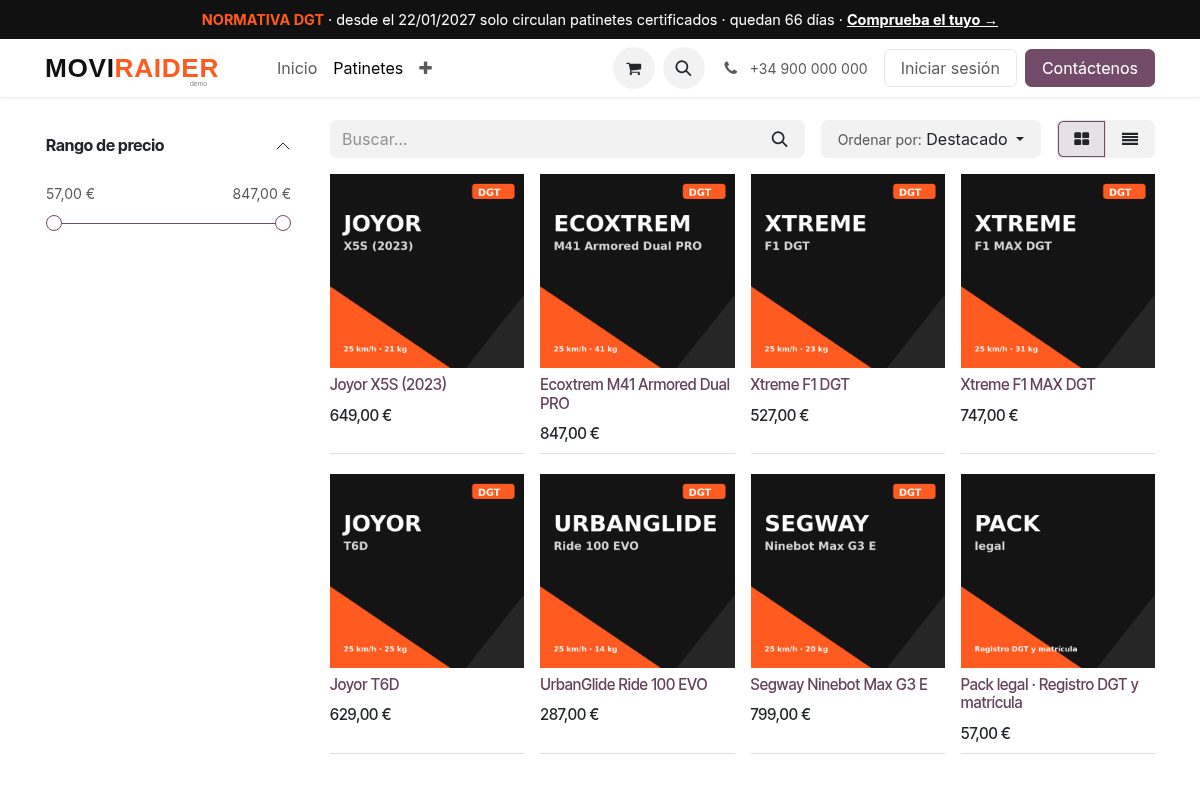 NORMATIVA DGT · desde el 22/01/2027 solo circulan patinetes certificados · quedan 66 días · Comprueba el tuyo →
MOVIRAIDER
demo
Inicio Patinetes
+34 900 000 000
Iniciar sesión
Contáctenos
Rango de precio
57,00 € 847,00 €
Buscar...
Ordenar por: Destacado
DGT
JOYOR
X5S (2023)
25 km/h · 21 kg
Joyor X5S (2023)
649,00 €
DGT
ECOXTREM
M41 Armored Dual PRO
25 km/h · 41 kg
Ecoxtrem M41 Armored Dual
PRO
847,00 €
DGT
XTREME
F1 DGT
25 km/h · 23 kg
Xtreme F1 DGT
527,00 €
DGT
XTREME
F1 MAX DGT
25 km/h · 31 kg
Xtreme F1 MAX DGT
747,00 €
DGT
JOYOR
T6D
25 km/h · 25 kg
Joyor T6D
629,00 €
DGT
URBANGLIDE
Ride 100 EVO
25 km/h · 14 kg
UrbanGlide Ride 100 EVO
287,00 €
DGT
SEGWAY
Ninebot Max G3 E
25 km/h · 20 kg
Segway Ninebot Max G3 E
799,00 €
PACK
legal
Registro DGT y matrícula
Pack legal · Registro DGT y
matrícula
57,00 €